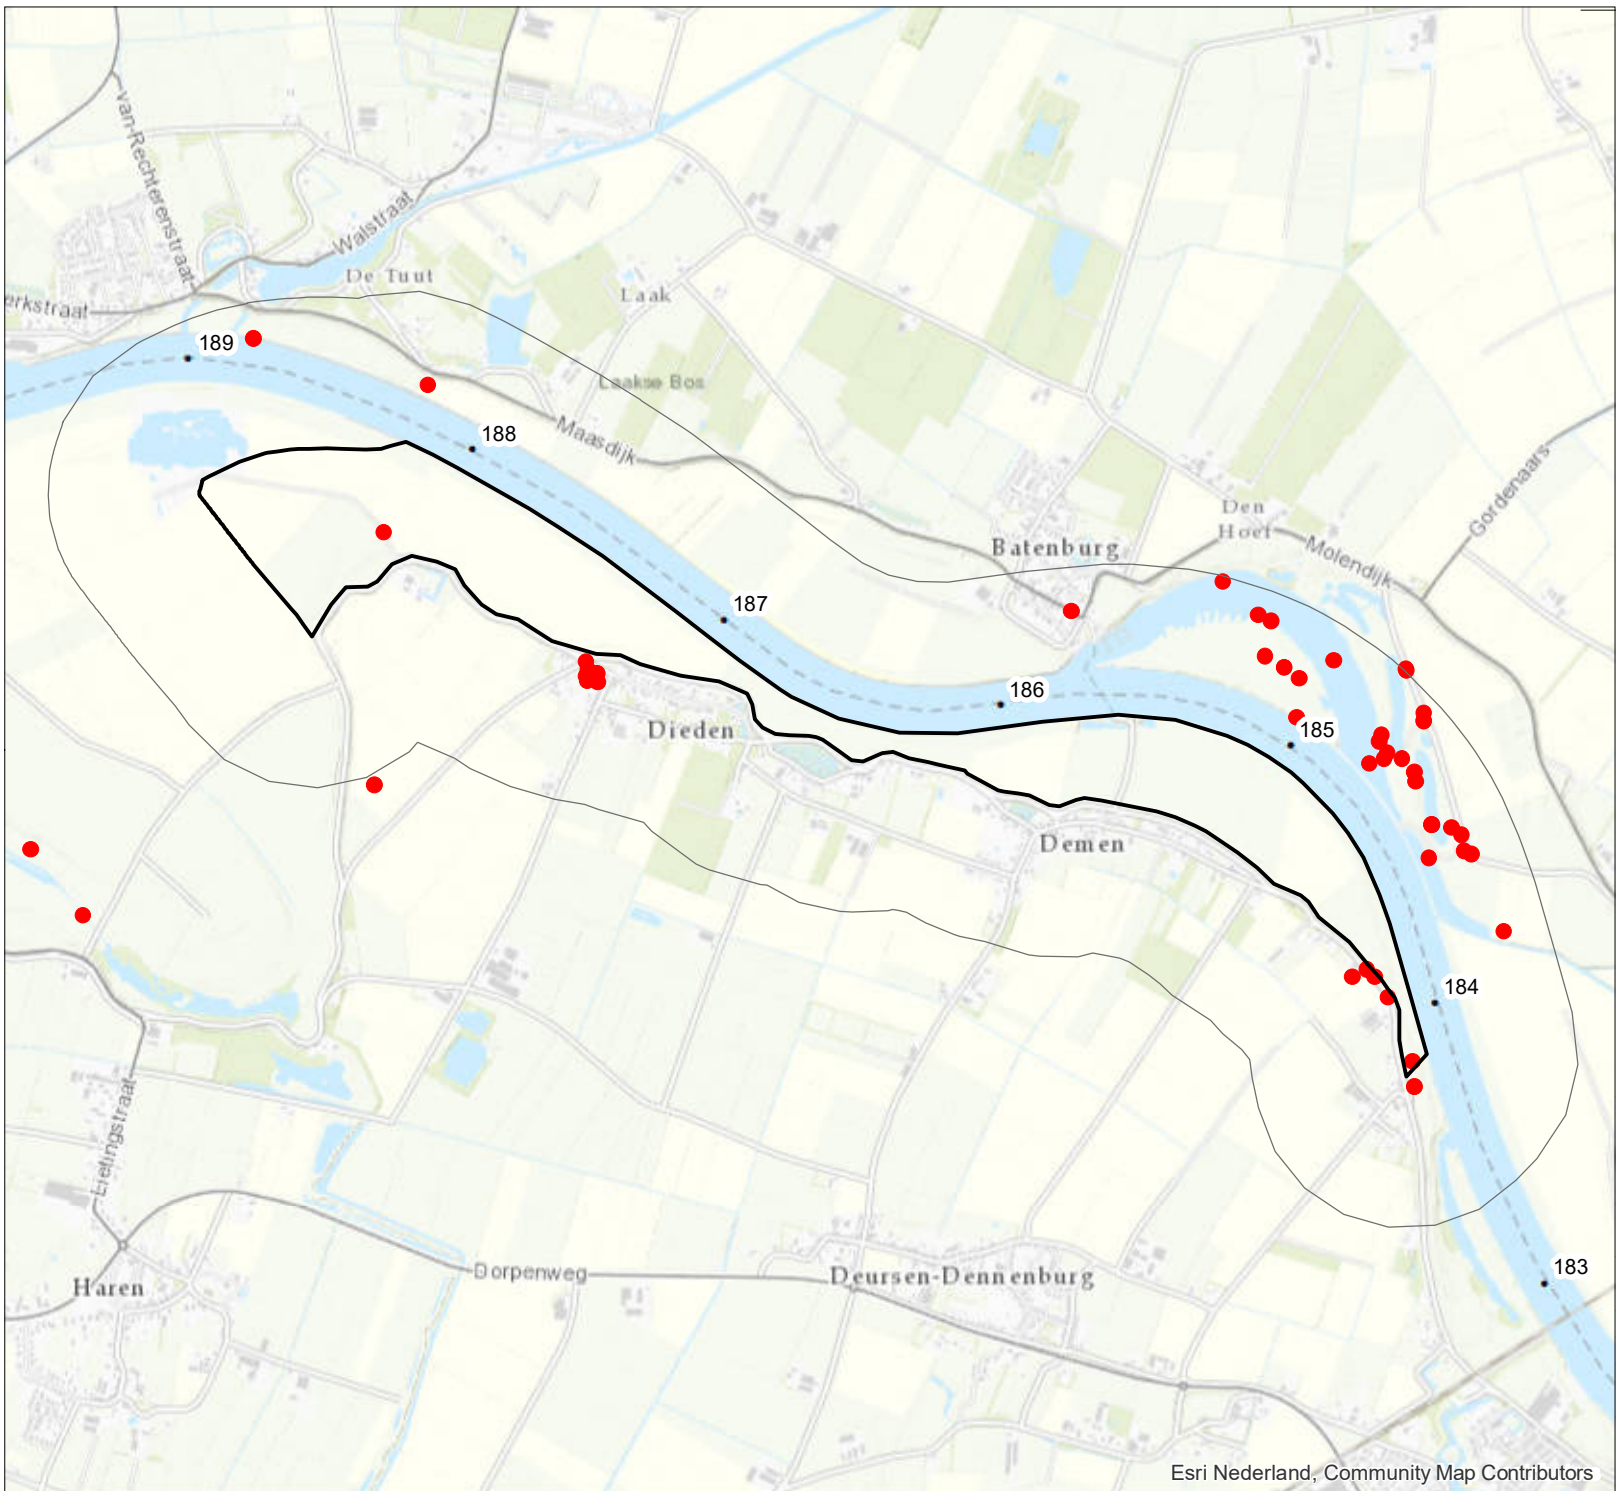 van-Rechterenstraat
Walstraat
De Tuut
Laak
erkstraat
189
Laakse Bos
188
Maasdijk
Gordenaars
Den
Hoef
Molendijk
Batenburg
187
186
185
Dieden
Demen
184
Lietingstraat
183
Haren
Dorpenweg
Deursen-Dennenburg
Esri Nederland, Community Map Contributors